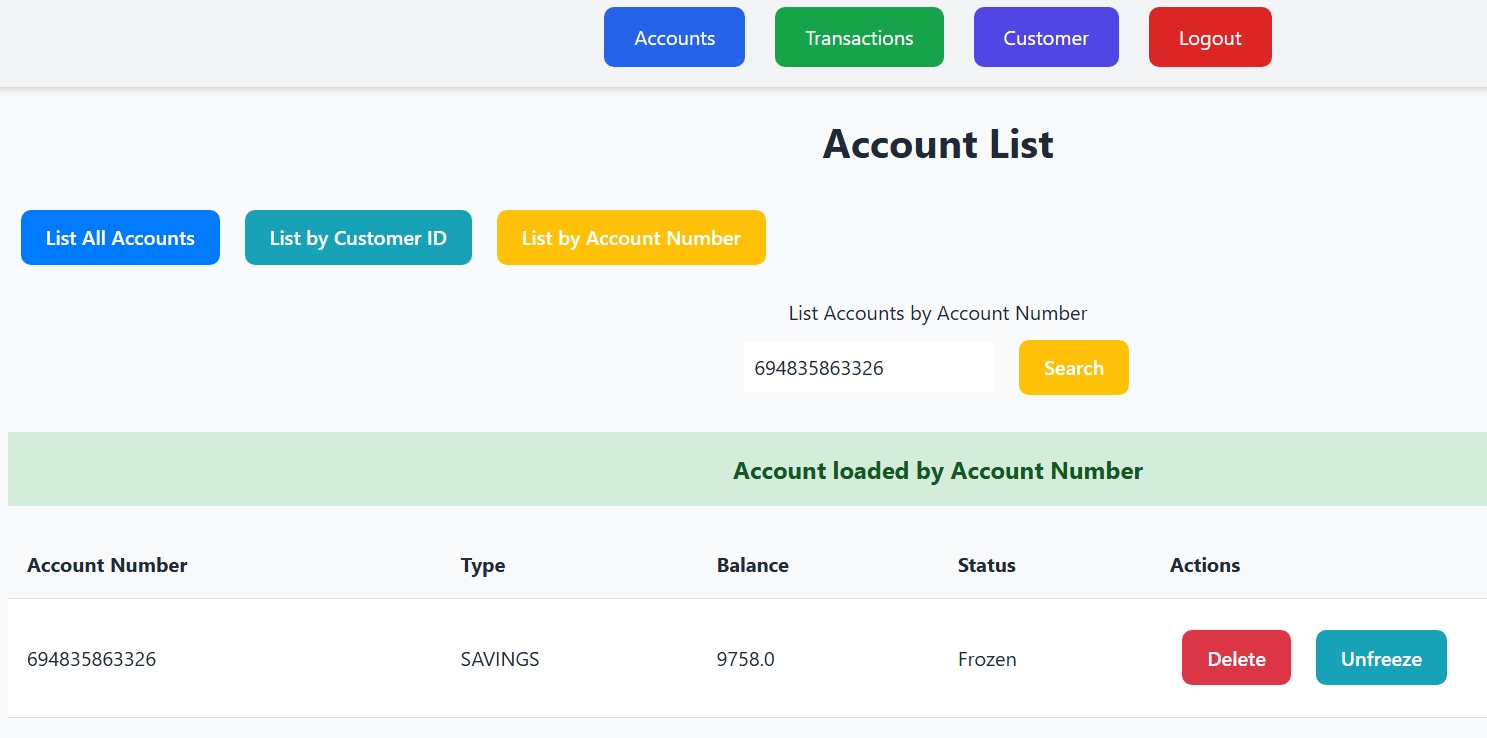 Accounts Transactions Customer Logout
Account List
List All Accounts List by Customer ID List by Account Number
List Accounts by Account Number
694835863326 Search
Account loaded by Account Number
Account Number Type Balance Status Actions
694835863326 SAVINGS 9758.0 Frozen Delete Unfreeze